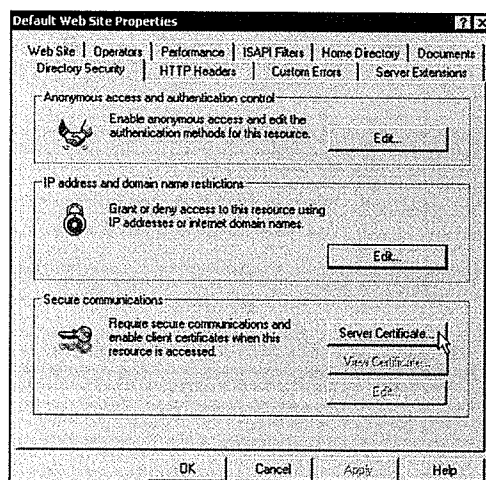 Default Web Site Properties
Web Site Operators Performance ISAPI Filters Home Directory Documents
Directory Security HTTP Headers Custom Errors Server Extensions
Anonymous access and authentication control
Enable anonymous access and edit the
authentication methods for this resource.
Edit...
IP address and domain name restrictions
Grant or deny access to this resource using
IP addresses or internet domain names.
Edit...
Secure communications
Require secure communications and
enable client certificates when this
resource is accessed.
Server Certificate...
View Certificate...
Edit...
OK Cancel Apply Help